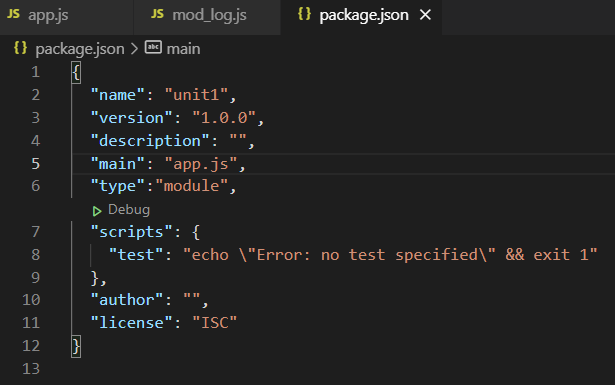 JS app.js JS mod_log.js {} package.json ×
{} package.json > abc main
1 {
2 "name": "unit1",
3 "version": "1.0.0",
4 "description": "",
5 "main": "app.js",
6 "type":"module",
Debug
7 "scripts": {
8 "test": "echo \"Error: no test specified\" && exit 1"
9 },
10 "author": "",
11 "license": "ISC"
12 }
13